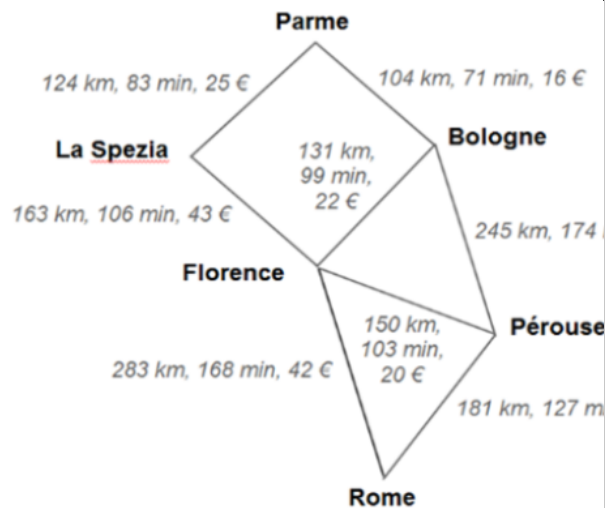 Parme
124 km, 83 min, 25 €
104 km, 71 min, 16 €
Bologne
La Spezia
131 km,
99 min,
22 €
163 km, 106 min, 43 €
245 km, 174
Florence
150 km,
103 min,
20 €
Pérouse
283 km, 168 min, 42 €
181 km, 127 m
Rome